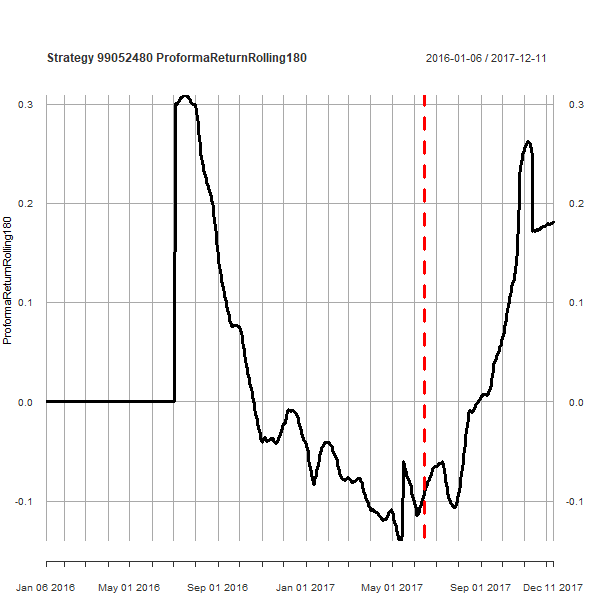 Strategy 99052480 ProformaReturnRolling180
2016-01-06 / 2017-12-11
0.3
0.3
0.2
0.2
0.1
0.1
0.0
0.0
-0.1
-0.1
ProformaReturnRolling180
Jan 06 2016
May 01 2016
Sep 01 2016
Jan 01 2017
May 01 2017
Sep 01 2017
Dec 11 2017